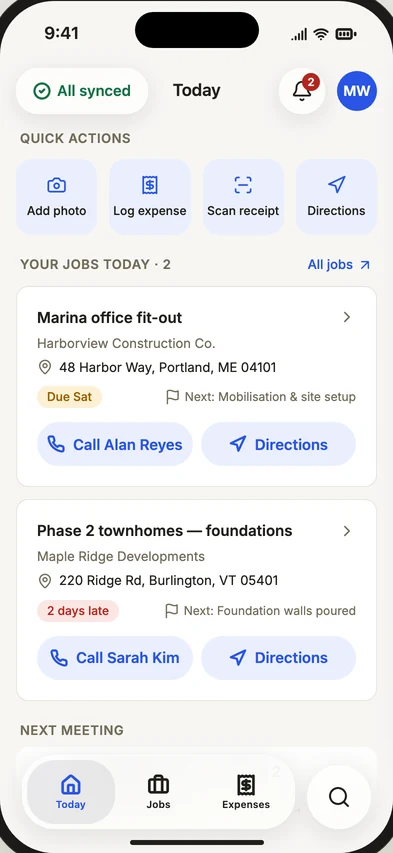 9:41
All synced
Today
2
MW
QUICK ACTIONS
Add photo
Log expense
Scan receipt
Directions
YOUR JOBS TODAY · 2
All jobs
Marina office fit-out
Harborview Construction Co.
48 Harbor Way, Portland, ME 04101
Due Sat
Next: Mobilisation & site setup
Call Alan Reyes
Directions
Phase 2 townhomes — foundations
Maple Ridge Developments
220 Ridge Rd, Burlington, VT 05401
2 days late
Next: Foundation walls poured
Call Sarah Kim
Directions
NEXT MEETING
Today
Jobs
Expenses